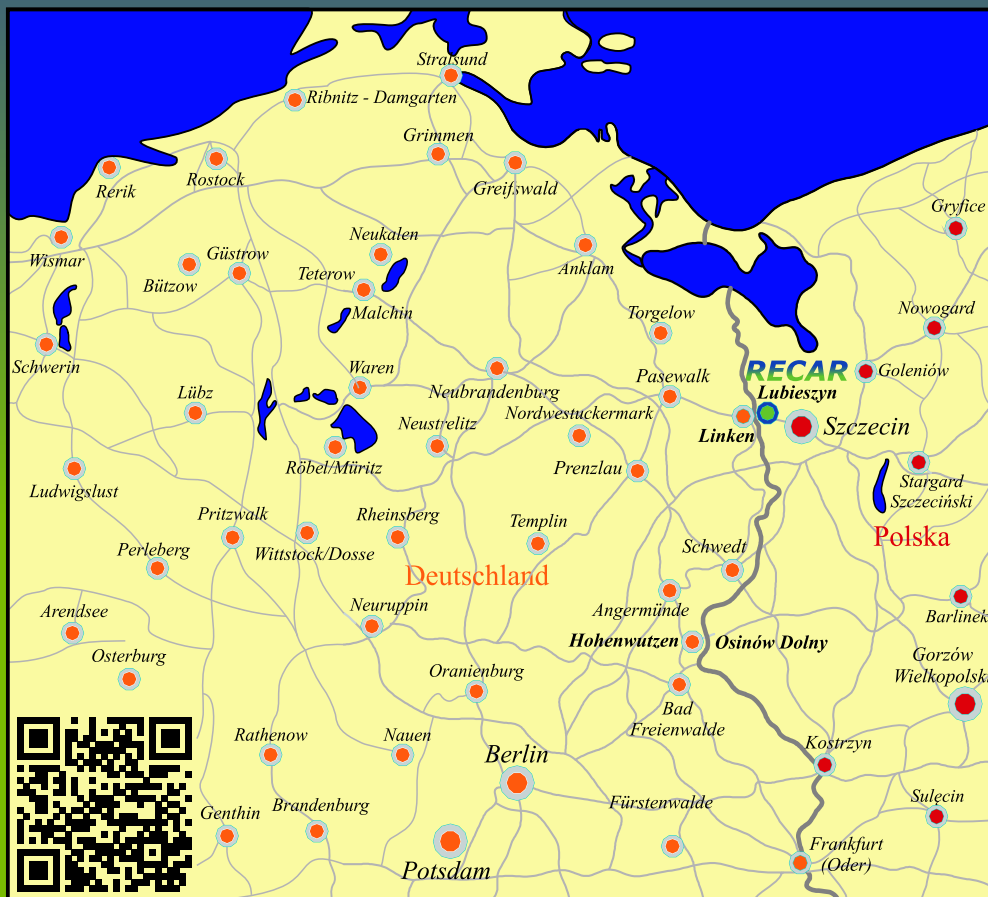 Stralsund
Ribnitz - Damgarten
Grimmen
Rerik
Rostock
Greifswald
Gryfice
Wismar
Neukalen
Güstrow
Bützow
Teterow
Anklam
Malchin
Torgelow
Nowogard
Schwerin
Waren
Pasewalk
RECAR
Goleniów
Lübz
Neubrandenburg
Lubieszyn
Nordwestuckermark
Neustrelitz
Linken
Szczecin
Röbel/Müritz
Prenzlau
Ludwigslust
Stargard
Szczeciński
Pritzwalk
Rheinsberg
Templin
Polska
Perleberg
Wittstock/Dosse
Schwedt
Deutschland
Arendsee
Neuruppin
Angermünde
Barlinek
Hohenwutzen
Osinów Dolny
Osterburg
Oranienburg
Gorzów
Wielkopolski
Bad
Freienwalde
Rathenow
Nauen
Berlin
Kostrzyn
Genthin
Brandenburg
Fürstenwalde
Sulęcin
Potsdam
Frankfurt
(Oder)